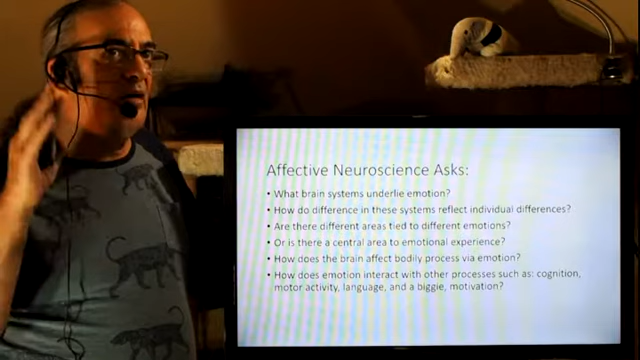 Affective Neuroscience Asks:
• What brain systems underlie emotion?
• How do difference in these systems reflect individual differences?
• Are there different areas tied to different emotions?
• Or is there a central area to emotional experience?
• How does the brain affect bodily process via emotion?
• How does emotion interact with other processes such as: cognition,
motor activity, language, and a biggie, motivation?